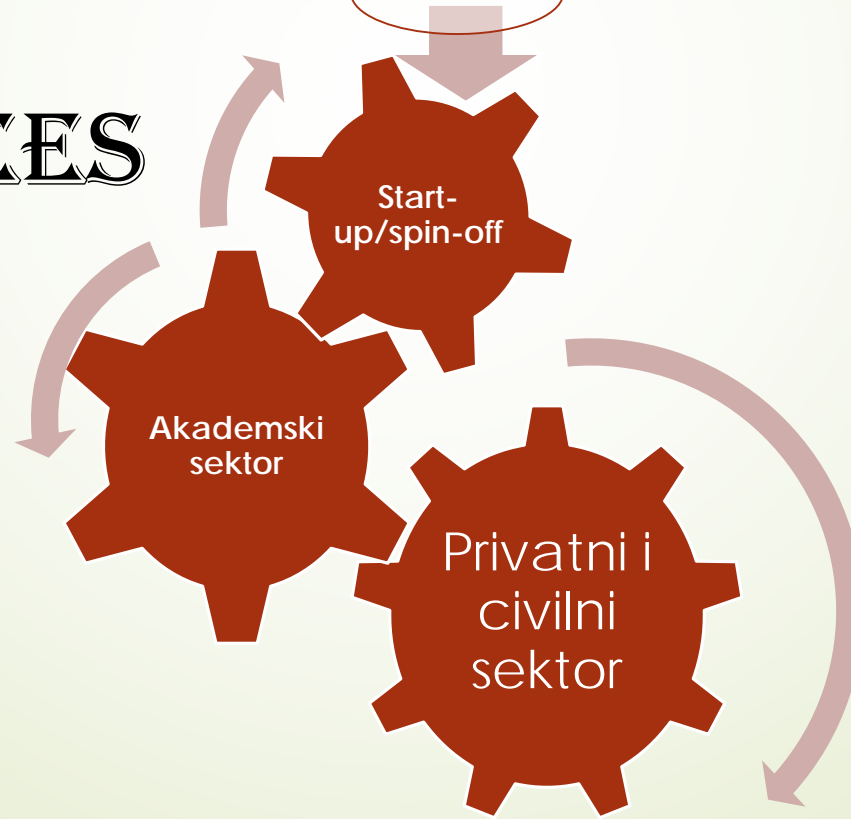 Start-
up/spin-off
Akademski
sektor
Privatni i
civilni
sektor